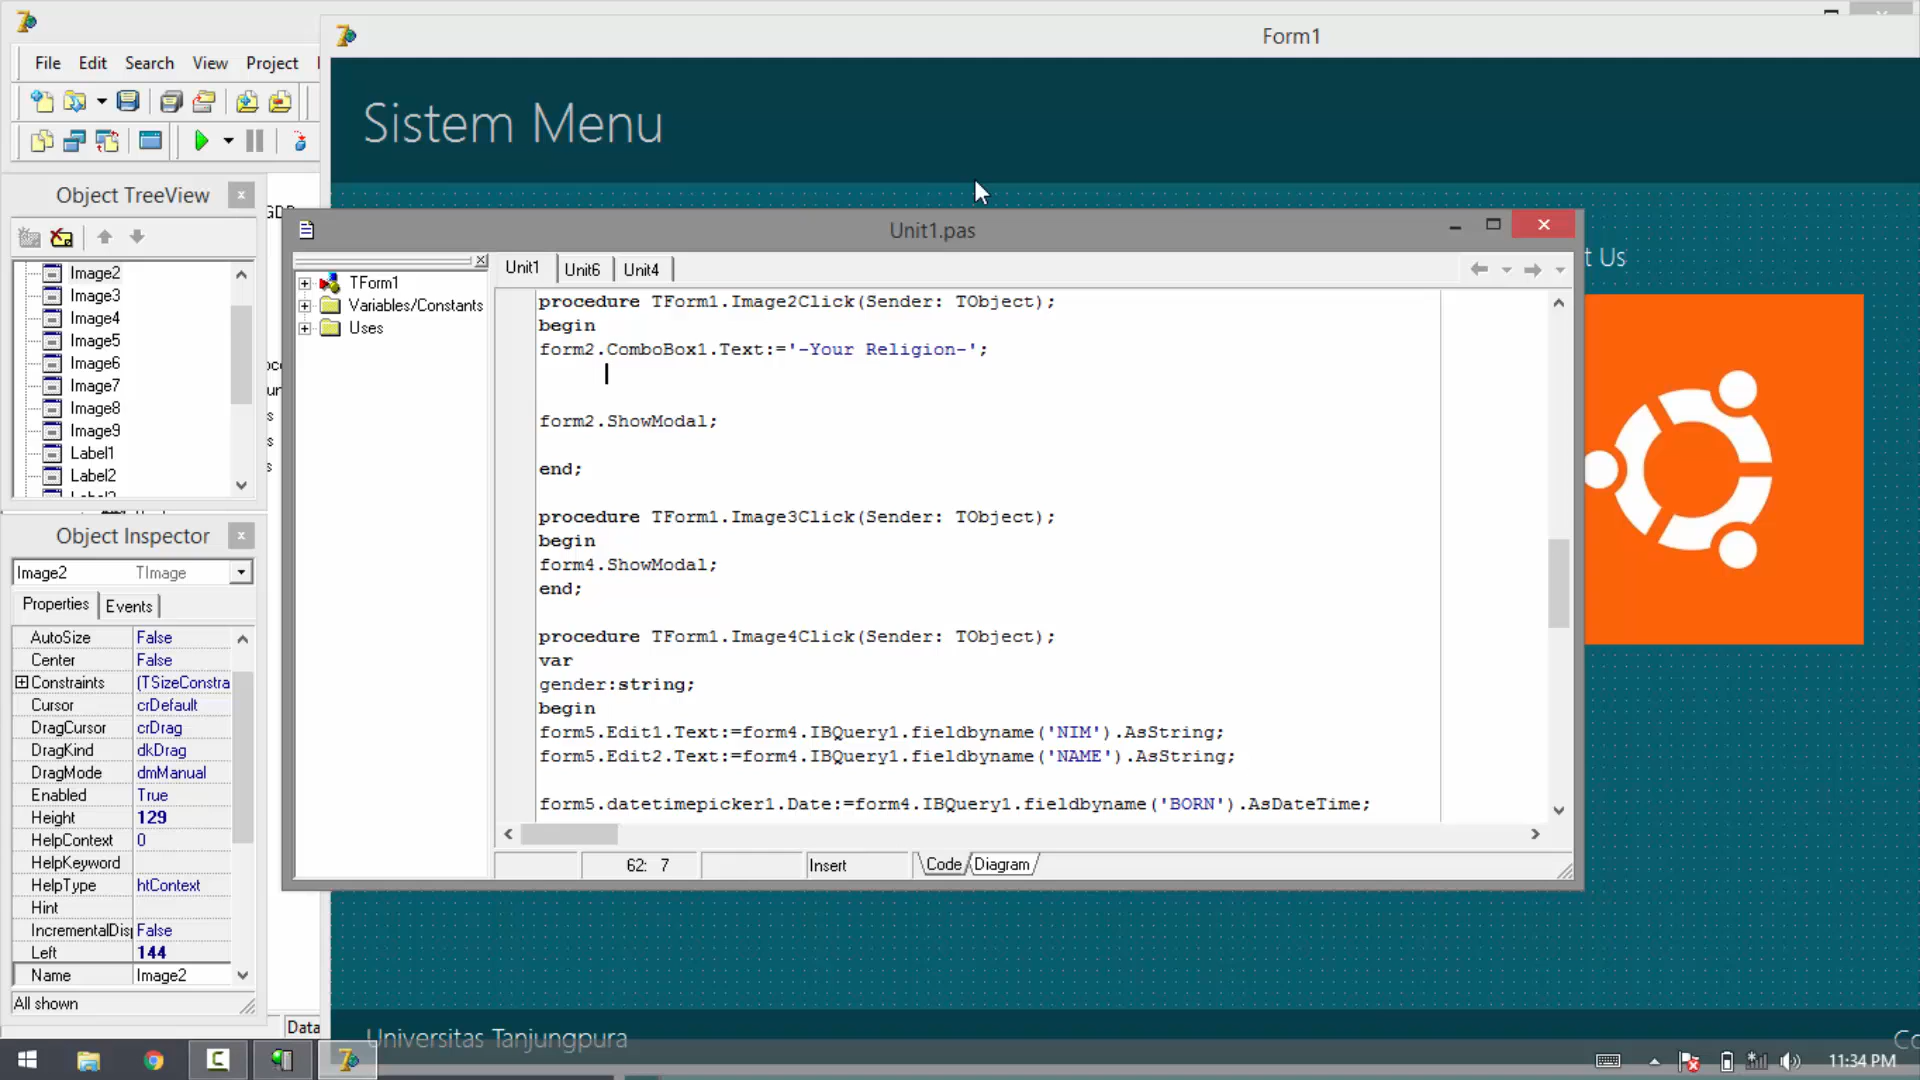 Form1
File Edit Search View Project
Sistem Menu
Object TreeView
Image2
Image3
Image4
Image5
Image6
Image7
Image8
Image9
Label1
Label2
Unit1.pas
t Us
TForm1
Variables/Constants
Uses
Unit1 Unit6 Unit4
procedure TForm1.Image2Click(Sender: TObject);
begin
form2.ComboBox1.Text:='-Your Religion-';
form2.ShowModal;
end;
procedure TForm1.Image3Click(Sender: TObject);
begin
form4.ShowModal;
end;
procedure TForm1.Image4Click(Sender: TObject);
var
gender:string;
begin
form5.Edit1.Text:=form4.IBQuery1.fieldbyname('NIM').AsString;
form5.Edit2.Text:=form4.IBQuery1.fieldbyname('NAME').AsString;
form5.datetimepicker1.Date:=form4.IBQuery1.fieldbyname('BORN').AsDateTime;
62: 7
Insert
Code Diagram
Object Inspector
Image2 TImage
Properties Events
AutoSize False
Center False
Constraints (TSizeConstra
Cursor crDefault
DragCursor crDrag
DragKind dkDrag
DragMode dmManual
Enabled True
Height 129
HelpContext 0
HelpKeyword
HelpType htContext
Hint
IncrementalDisp False
Left 144
Name Image2
All shown
Data
Universitas Tanjungpura
Co
11:34 PM